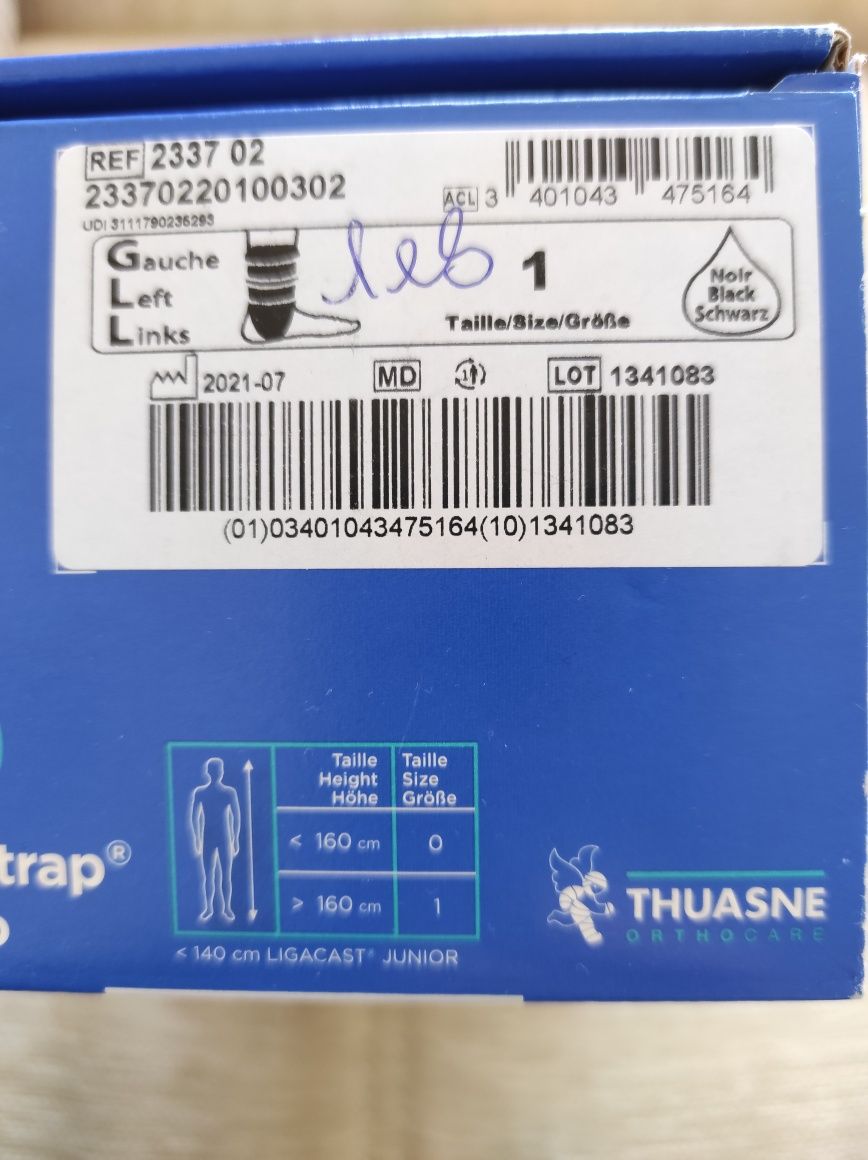 REF 2337 02
23370220100302
UDI 3111790236293
ACL 3 401043 475164
Gauche
Left
Links
leb
1
Taille/Size/Größe
Noir
Black
Schwarz
2021-07 MD 1 LOT 1341083
(01)03401043475164(10)1341083
Taille Height Höhe
Taille Size Größe
< 160 cm 0
> 160 cm 1
< 140 cm LIGACAST® JUNIOR
trap®
THUASNE
ORTHOCARE